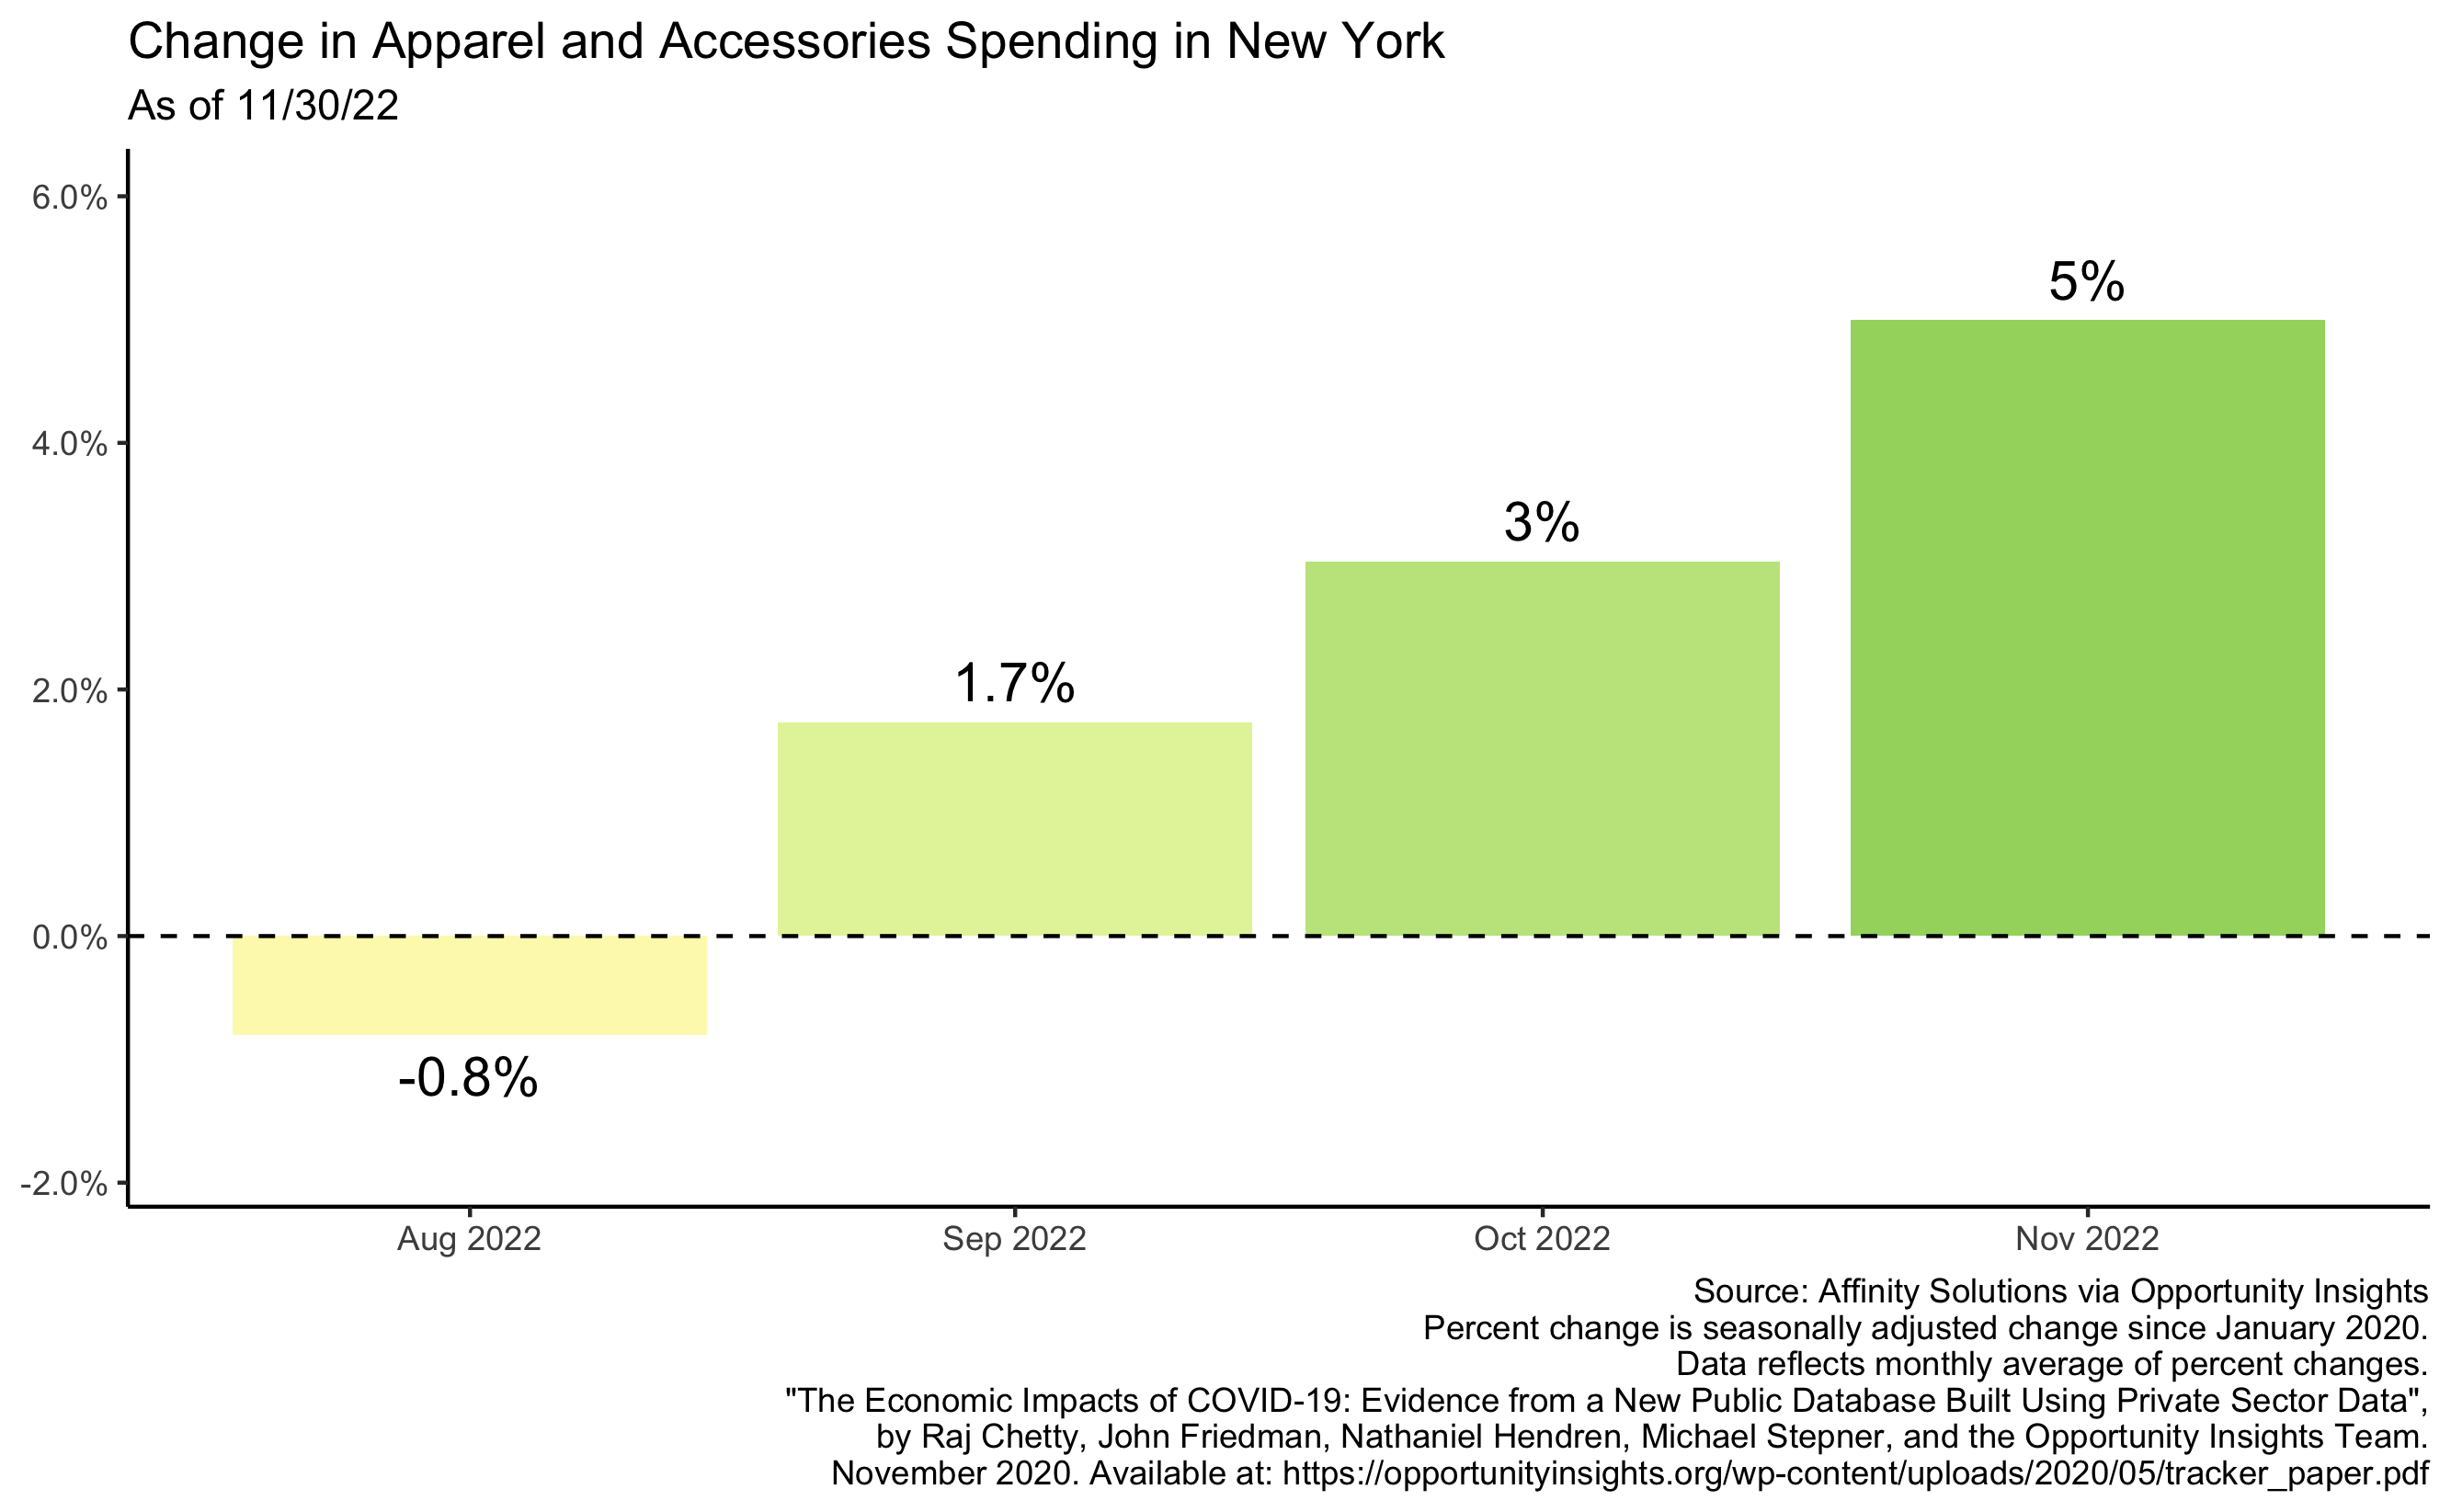 Change in Apparel and Accessories Spending in New York
As of 11/30/22
6.0%
4.0%
2.0%
0.0%
-2.0%
-0.8%
1.7%
3%
5%
Aug 2022
Sep 2022
Oct 2022
Nov 2022
Source: Affinity Solutions via Opportunity Insights
Percent change is seasonally adjusted change since January 2020.
Data reflects monthly average of percent changes.
"The Economic Impacts of COVID-19: Evidence from a New Public Database Built Using Private Sector Data",
by Raj Chetty, John Friedman, Nathaniel Hendren, Michael Stepner, and the Opportunity Insights Team.
November 2020. Available at: https://opportunityinsights.org/wp-content/uploads/2020/05/tracker_paper.pdf